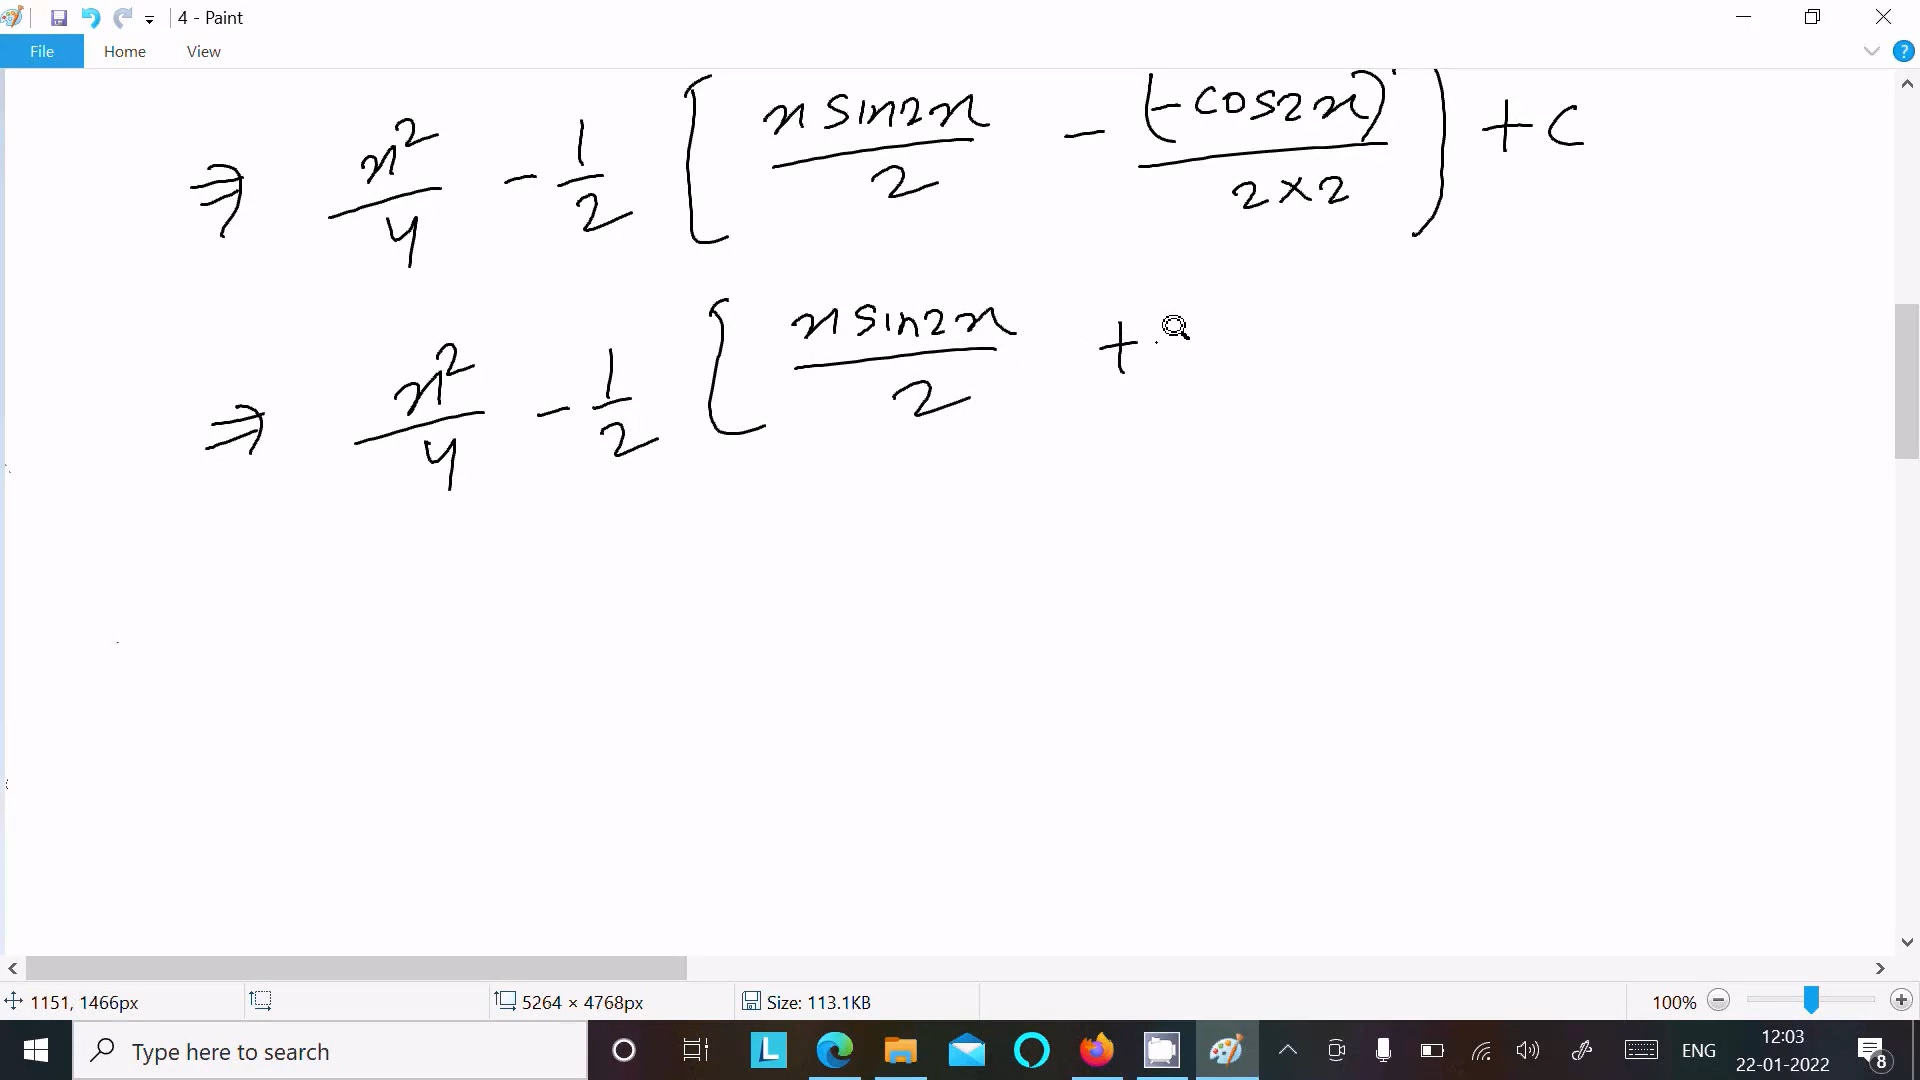 4 - Paint
File Home View
⇒ x²/4 - 1/2 [ x sin2x / 2 - (-cos2x) / 2×2 ) + c
⇒ x²/4 - 1/2 [ x sin2x / 2 +
1151, 1466px 5264 × 4768px Size: 113.1KB 100%
Type here to search L ENG 12:03
22-01-2022 8